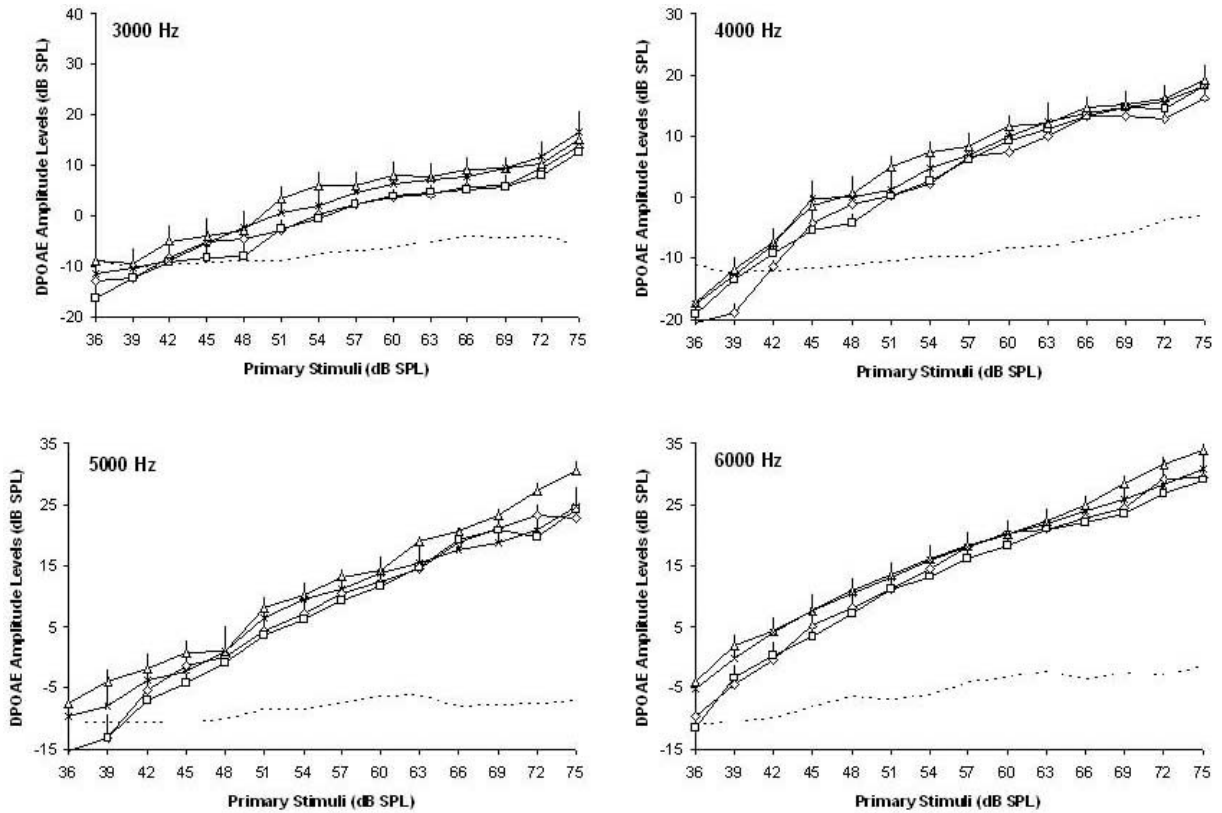 3000 Hz
DPOAE Amplitude Levels (dB SPL)
40
30
20
10
0
-10
-20
36 39 42 45 48 51 54 57 60 63 66 69 72 75
Primary Stimuli (dB SPL)
4000 Hz
DPOAE Amplitude Levels (dB SPL)
30
20
10
0
-10
-20
36 39 42 45 48 51 54 57 60 63 66 69 72 75
Primary Stimuli (dB SPL)
5000 Hz
DPOAE Amplitude Levels (dB SPL)
35
25
15
5
-5
-15
36 39 42 45 48 51 54 57 60 63 66 69 72 75
Primary Stimuli (dB SPL)
6000 Hz
DPOAE Amplitude Levels (dB SPL)
35
25
15
5
-5
-15
36 39 42 45 48 51 54 57 60 63 66 69 72 75
Primary Stimuli (dB SPL)